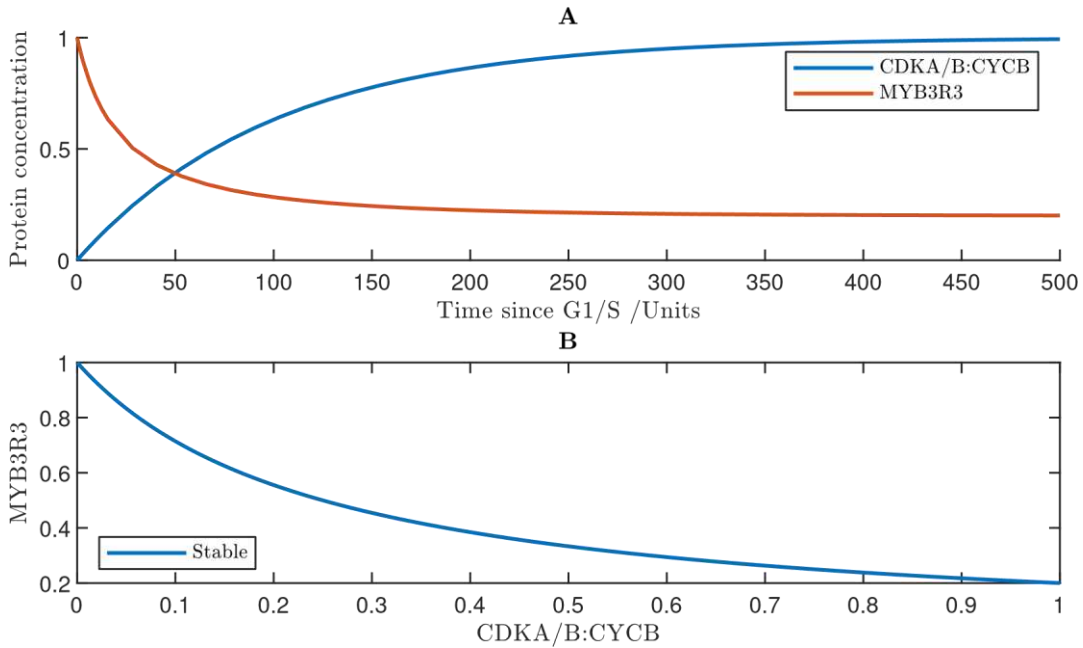 A
Protein concentration
1
0.5
0
CDKA/B:CYCB
MYB3R3
0 50 100 150 200 250 300 350 400 450 500
Time since G1/S /Units
B
MYB3R3
1
0.8
0.6
0.4
0.2
Stable
0 0.1 0.2 0.3 0.4 0.5 0.6 0.7 0.8 0.9 1
CDKA/B:CYCB